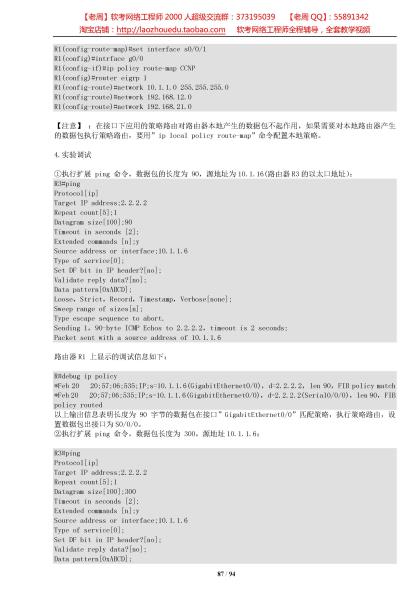 【老周】软考网络工程师 2000 人超级交流群：373195039 【老周 QQ】：55891342
淘宝店铺：http://laozhouedu.taobao.com 软考网络工程师全程辅导，全套教学视频
R1(config-route-map)#set interface s0/0/1
R1(config)#intrface g0/0
R1(config-if)#ip policy route-map CCNP
R1(config)#router eigrp 1
R1(config-route)#network 10.1.1.0 255.255.255.0
R1(config-route)#network 192.168.12.0
R1(config-route)#network 192.168.21.0
【注意】：在接口下应用的策略路由对路由器本地产生的数据包不起作用，如果需要对本地路由器产生
的数据包执行策略路由，要用"ip local policy route-map"命令配置本地策略。
4.实验调试
①执行扩展 ping 命令，数据包的长度为 90，源地址为10.1.16(路由器R3的以太口地址)：
R3#ping
Protocol[ip]
Target IP address;2.2.2.2
Repeat count[5];1
Datagram size[100];90
Timeout in seconds [2];
Extended commands [n];y
Source address or interface;10.1.1.6
Type of service[0];
Set DF bit in IP header?[no];
Validate reply data?[no];
Data pattern[0xABCD];
Loose, Strict, Record, Timestamp, Verbose[none];
Sweep range of sizes[n];
Type escape sequence to abort.
Sending 1, 90-byte ICMP Echos to 2.2.2.2, timeout is 2 seconds;
Packet sent with a source address of 10.1.1.6
路由器R1 上显示的调试信息如下：
R#debug ip policy
*Feb 20 20;57;06;535;IP;s=10.1.1.6(GigabitEthernet0/0), d=2.2.2.2, len 90, FIB policy match
*Feb 20 20;57;06;535;IP;s=10.1.1.6(GigabitEthernet0/0), d=2.2.2.2(Serial0/0/0), len 90, FIB
policy routed
以上输出信息表明长度为 90 字节的数据包在接口"GigabitEthernet0/0"匹配策略，执行策略路由，设
置数据包出接口为 S0/0/0。
②执行扩展 ping 命令，数据包长度为 300，源地址10.1.1.6：
R3#ping
Protocol[ip]
Target IP address;2.2.2.2
Repeat count[5];1
Datagram size[100];300
Timeout in seconds [2];
Extended commands [n];y
Source address or interface;10.1.1.6
Type of service[0];
Set DF bit in IP header?[no];
Validate reply data?[no];
Data pattern[0xABCD];
87 / 94